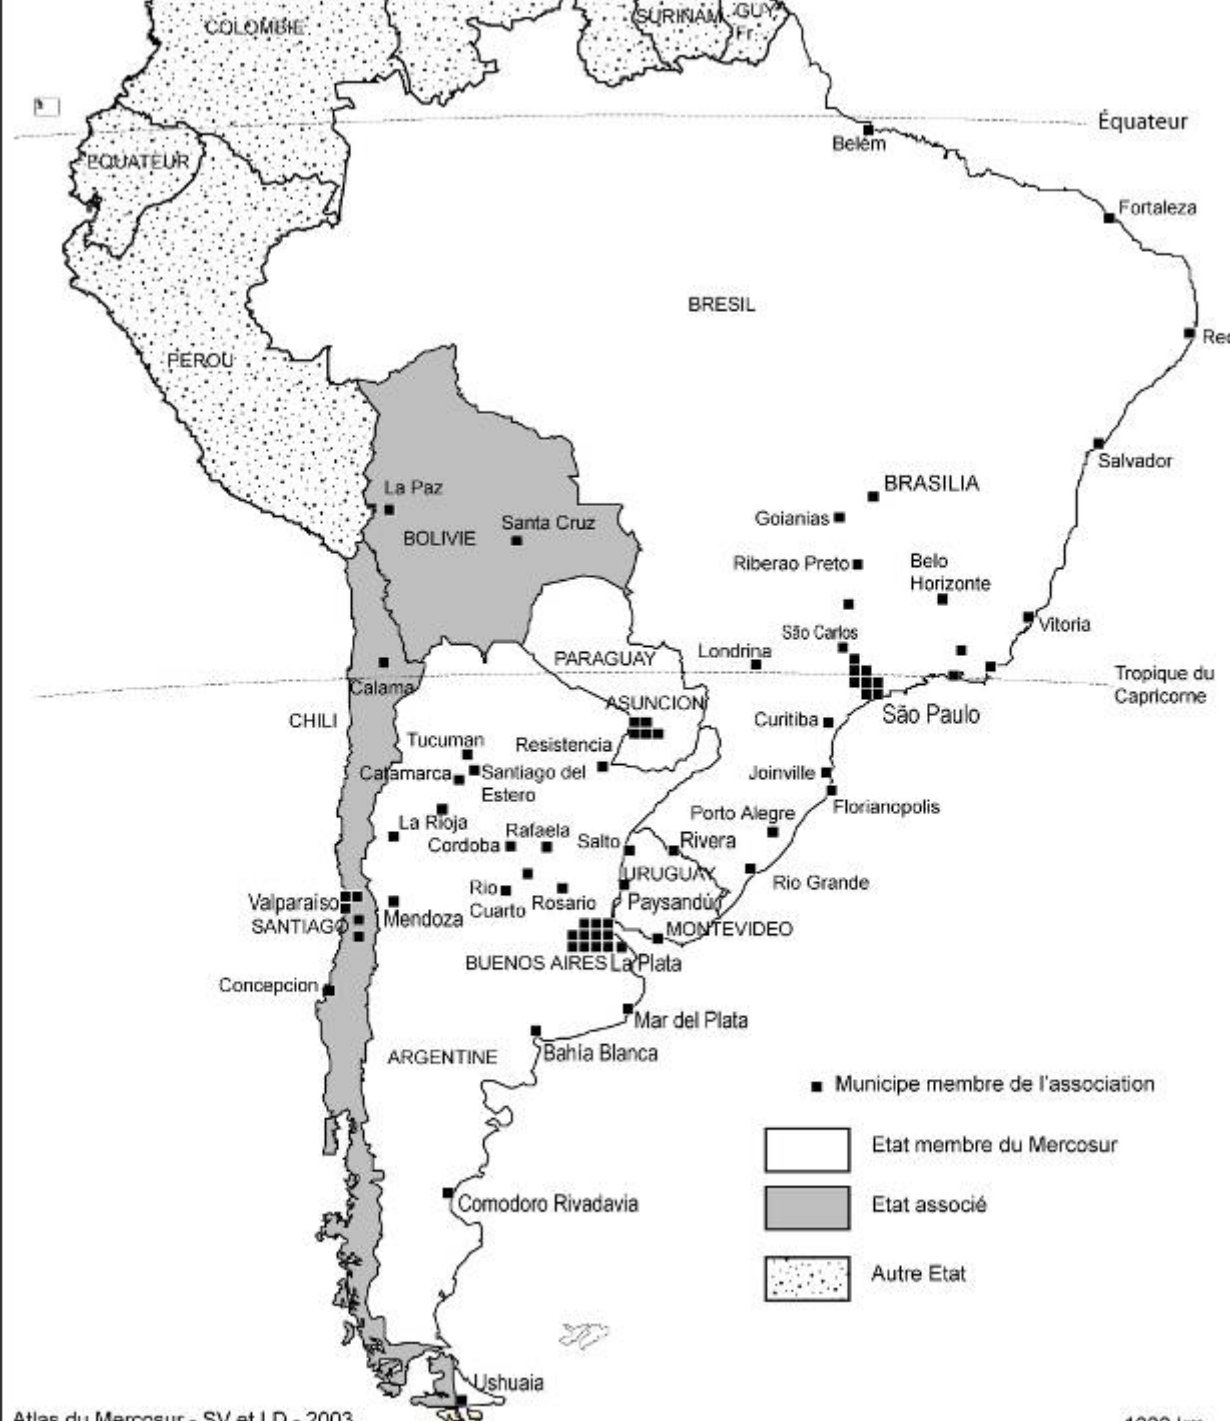 COLOMBIE
SURINAM
GUY
Fr.
Équateur
Belém
EQUATEUR
Fortaleza
BRESIL
PEROU
Salvador
La Paz
BRASILIA
Goianias
BOLIVIE
Santa Cruz
Riberao Preto
Belo
Horizonte
Vitoria
São Carlos
Londrina
PARAGUAY
Tropique du
Capricorne
Calama
ASUNCION
São Paulo
CHILI
Curitiba
Tucuman
Resistencia
Catamarca
Santiago del
Estero
Joinville
Florianopolis
Porto Alegre
La Rioja
Rafaela
Cordoba
Salto
Rivera
URUGUAY
Rio Grande
Rio
Cuarto
Rosario
Paysandú
Valparaiso
SANTIAGO
Mendoza
MONTEVIDEO
BUENOS AIRES
La Plata
Concepcion
Mar del Plata
Bahía Blanca
ARGENTINE
Municipe membre de l'association
Etat membre du Mercosur
Etat associé
Comodoro Rivadavia
Autre Etat
Ushuaia
Atlas du Mercosur - SV et LD - 2003
1000 km